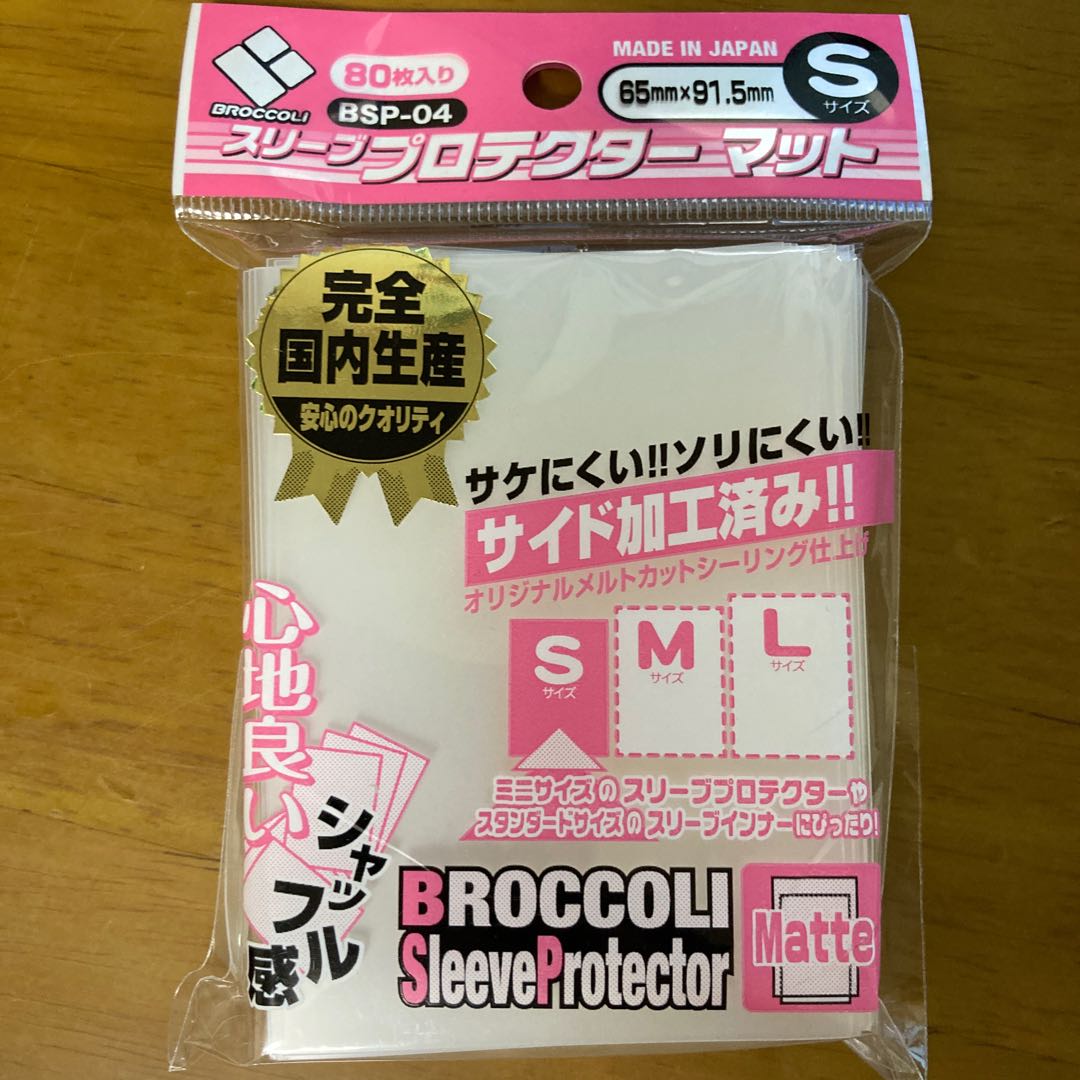 BROCCOLI
80枚入り
BSP-04
MADE IN JAPAN
65mm×91.5mm
S
サイズ
スリーブプロテクター マット
完全
国内生産
安心のクオリティ
サケにくい!!ソリにくい!!
サイド加工済み!!
オリジナルメルトカットシーリング仕上げ
S
サイズ
M
サイズ
L
サイズ
ミニサイズのスリーブプロテクターや
スタンダードサイズのスリーブインナーにぴったり!
心地良い
シャッフル感
BROCCOLI
SleeveProtector
Matte